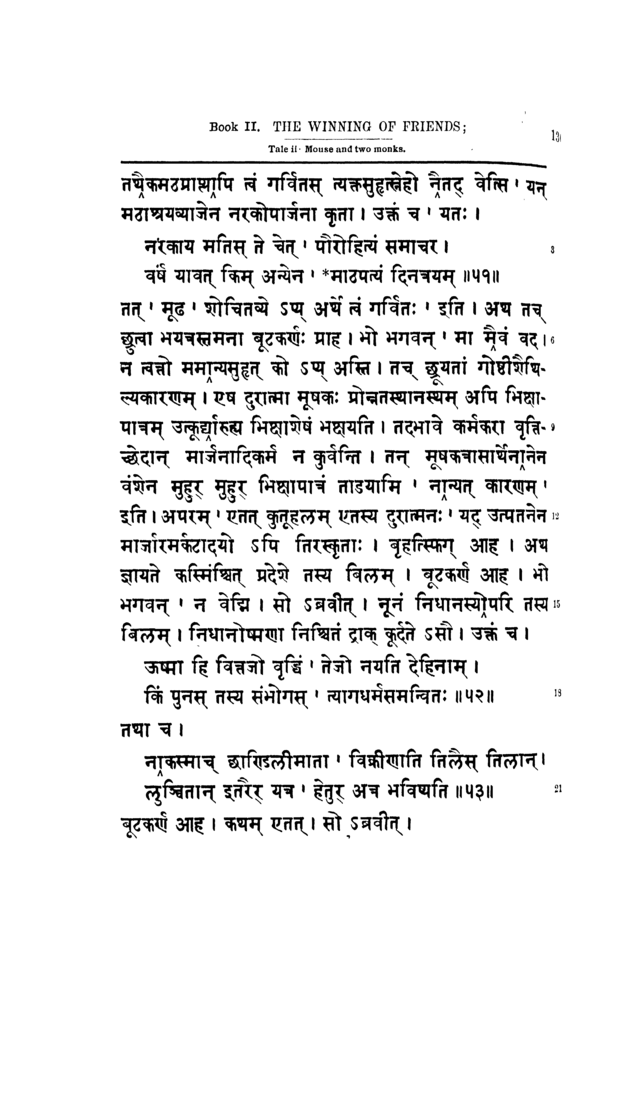 Book II. THE WINNING OF FRIENDS;
Tale ii· Mouse and two monks.
तथैकमठप्राप्त्यापि त्वं गर्वितस् त्यक्तसुहृत्स्नेहो नैतद् वेत्सि ' यन्
मठाश्रयव्याजेन नरकोपार्जना कृता । उक्तं च ' यतः ।
नरकाय मतिस् ते चेत् ' पौरोहित्यं समाचर । 3
वर्षं यावत् किम् अन्येन ' *माठपत्यं दिनत्रयम् ॥५१॥
तत् ' मूढ ' शोचितव्ये ऽप्य् अर्थे त्वं गर्वितः ' इति । अथ तच्
छ्रुत्वा भयत्रस्तमना बूटकर्णः प्राह । भो भगवन् ' मा मैवं वद । 6
न त्वत्तो ममान्यसुहृत् को ऽप्य् अस्ति । तच् छ्रूयतां गोष्ठीशैथि-
ल्यकारणम् । एष दुरात्मा मूषकः प्रोन्नतस्थानस्थम् अपि भिक्षा-
पात्रम् उत्कूर्द्यारुह्य भिक्षाशेषं भक्षयति । तदभावे कर्मकरा वृत्ति- 9
च्छेदान् मार्जनादिकर्म न कुर्वन्ति । तन् मूषकत्रासार्थेनानेन
वंशेन मुहुर् मुहुर् भिक्षापात्रं ताडयामि ' नान्यत् कारणम् '
इति । अपरम् ' एतत् कुतूहलम् एतस्य दुरात्मनः ' यद् उत्पतनेन 12
मार्जारमर्कटादयो ऽपि तिरस्कृताः । बृहत्स्फिग् आह । अथ
ज्ञायते कस्मिंश्चित् प्रदेशे तस्य बिलम् । बूटकर्ण आह । भो
भगवन् ' न वेद्मि । सो ऽब्रवीत् । नूनं निधानस्योपरि तस्य 15
बिलम् । निधानोष्मणा निश्चितं द्राक् कूर्दते ऽसौ । उक्तं च ।
ऊष्मा हि वित्तजो वृद्धिं ' तेजो नयति देहिनाम् ।
किं पुनस् तस्य संभोगस् ' त्यागधर्मसमन्वितः ॥५२॥ 18
तथा च ।
नाकस्माच् छाण्डिलीमाता ' विक्रीणाति तिलैस् तिलान् ।
लुञ्चितान् इतरैर् यत्र ' हेतुर् अत्र भविष्यति ॥५३॥ 21
बूटकर्ण आह । कथम् एतत् । सो ऽब्रवीत् ।